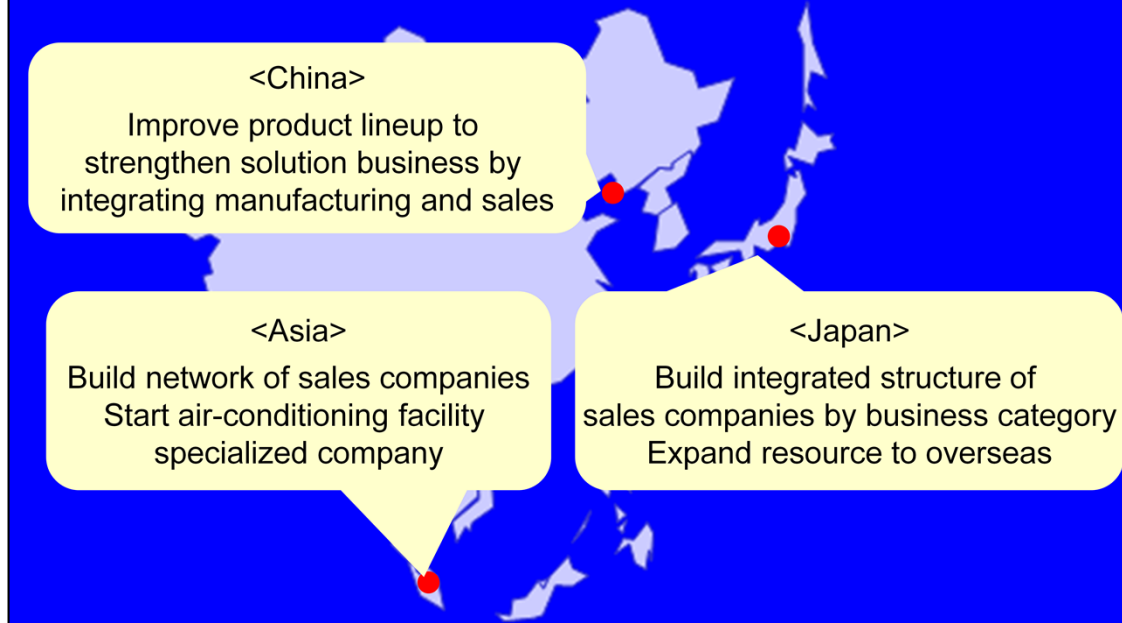 <China>
Improve product lineup to
strengthen solution business by
integrating manufacturing and sales
<Asia>
Build network of sales companies
Start air-conditioning facility
specialized company
<Japan>
Build integrated structure of
sales companies by business category
Expand resource to overseas